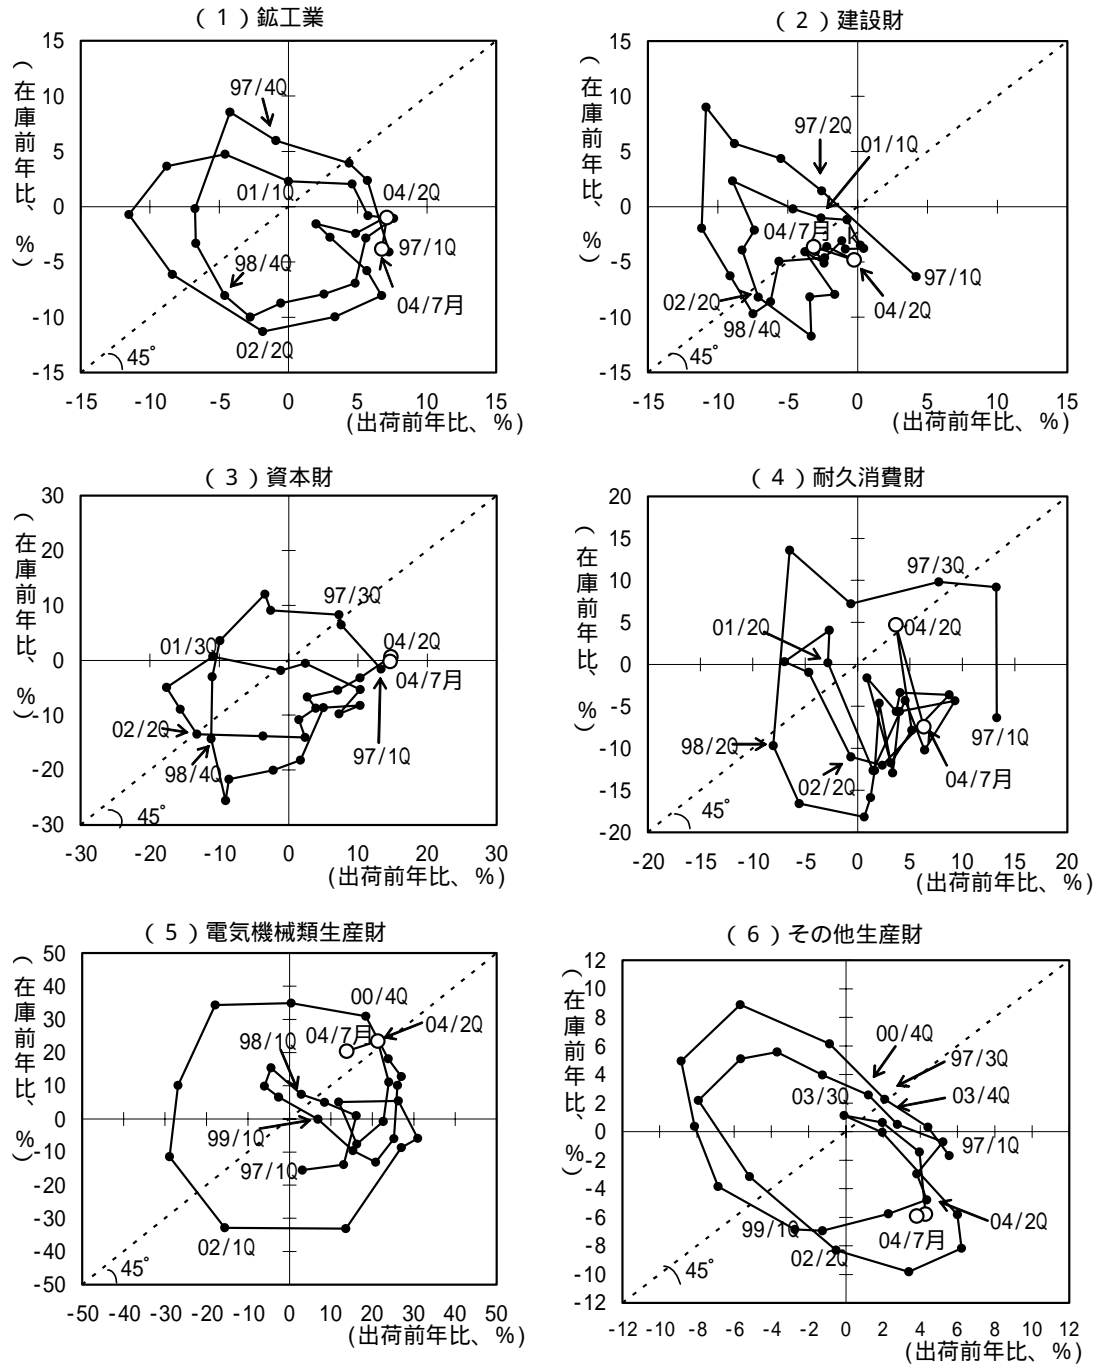 （１）鉱工業
（在庫前年比、％）
15
10
5
0
-5
-10
-15
97/4Q
01/1Q
04/2Q
97/1Q
98/4Q
04/7月
02/2Q
45°
-15 -10 -5 0 5 10 15
(出荷前年比、％)
（２）建設財
（在庫前年比、％）
15
10
5
0
-5
-10
-15
97/2Q
01/1Q
04/7月
97/1Q
02/2Q
04/2Q
98/4Q
45°
-15 -10 -5 0 5 10 15
(出荷前年比、％)
（３）資本財
（在庫前年比、％）
30
20
10
0
-10
-20
-30
97/3Q
01/3Q
04/2Q
04/7月
02/2Q
97/1Q
98/4Q
45°
-30 -20 -10 0 10 20 30
(出荷前年比、％)
（４）耐久消費財
（在庫前年比、％）
20
15
10
5
0
-5
-10
-15
-20
97/3Q
01/2Q
04/2Q
98/2Q
97/1Q
04/7月
02/2Q
45°
-20 -15 -10 -5 0 5 10 15 20
(出荷前年比、％)
（５）電気機械類生産財
（在庫前年比、％）
50
40
30
20
10
0
-10
-20
-30
-40
-50
00/4Q
04/2Q
98/1Q
04/7月
99/1Q
97/1Q
02/1Q
45°
-50 -40 -30 -20 -10 0 10 20 30 40 50
(出荷前年比、％)
（６）その他生産財
（在庫前年比、％）
12
10
8
6
4
2
0
-2
-4
-6
-8
-10
-12
00/4Q
97/3Q
03/3Q
03/4Q
97/1Q
99/1Q
04/2Q
04/7月
02/2Q
45°
-12 -10 -8 -6 -4 -2 0 2 4 6 8 10 12
(出荷前年比、％)